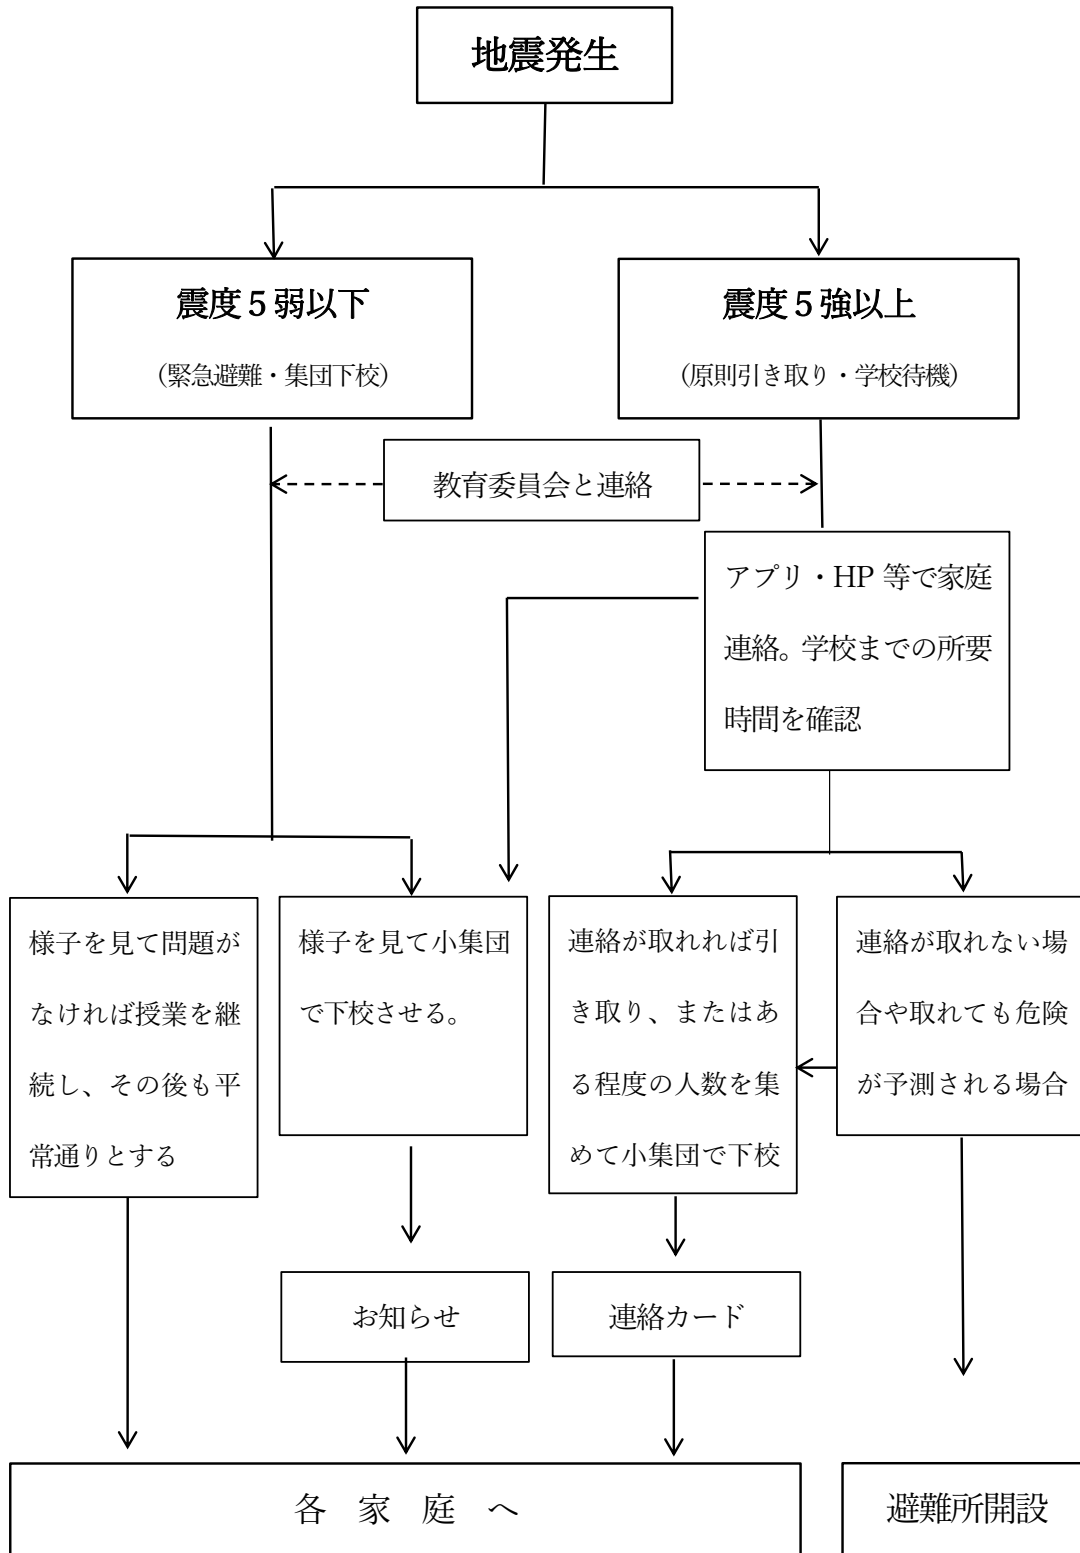 地震発生
震度５弱以下
（緊急避難・集団下校）
震度５強以上
（原則引き取り・学校待機）
教育委員会と連絡
アプリ・HP 等で家庭
連絡。学校までの所要
時間を確認
様子を見て問題が
なければ授業を継
続し、その後も平
常通りとする
様子を見て小集団
で下校させる。
連絡が取れれば引
き取り、またはあ
る程度の人数を集
めて小集団で下校
連絡が取れない場
合や取れても危険
が予測される場合
お知らせ
連絡カード
各　家　庭　へ
避難所開設